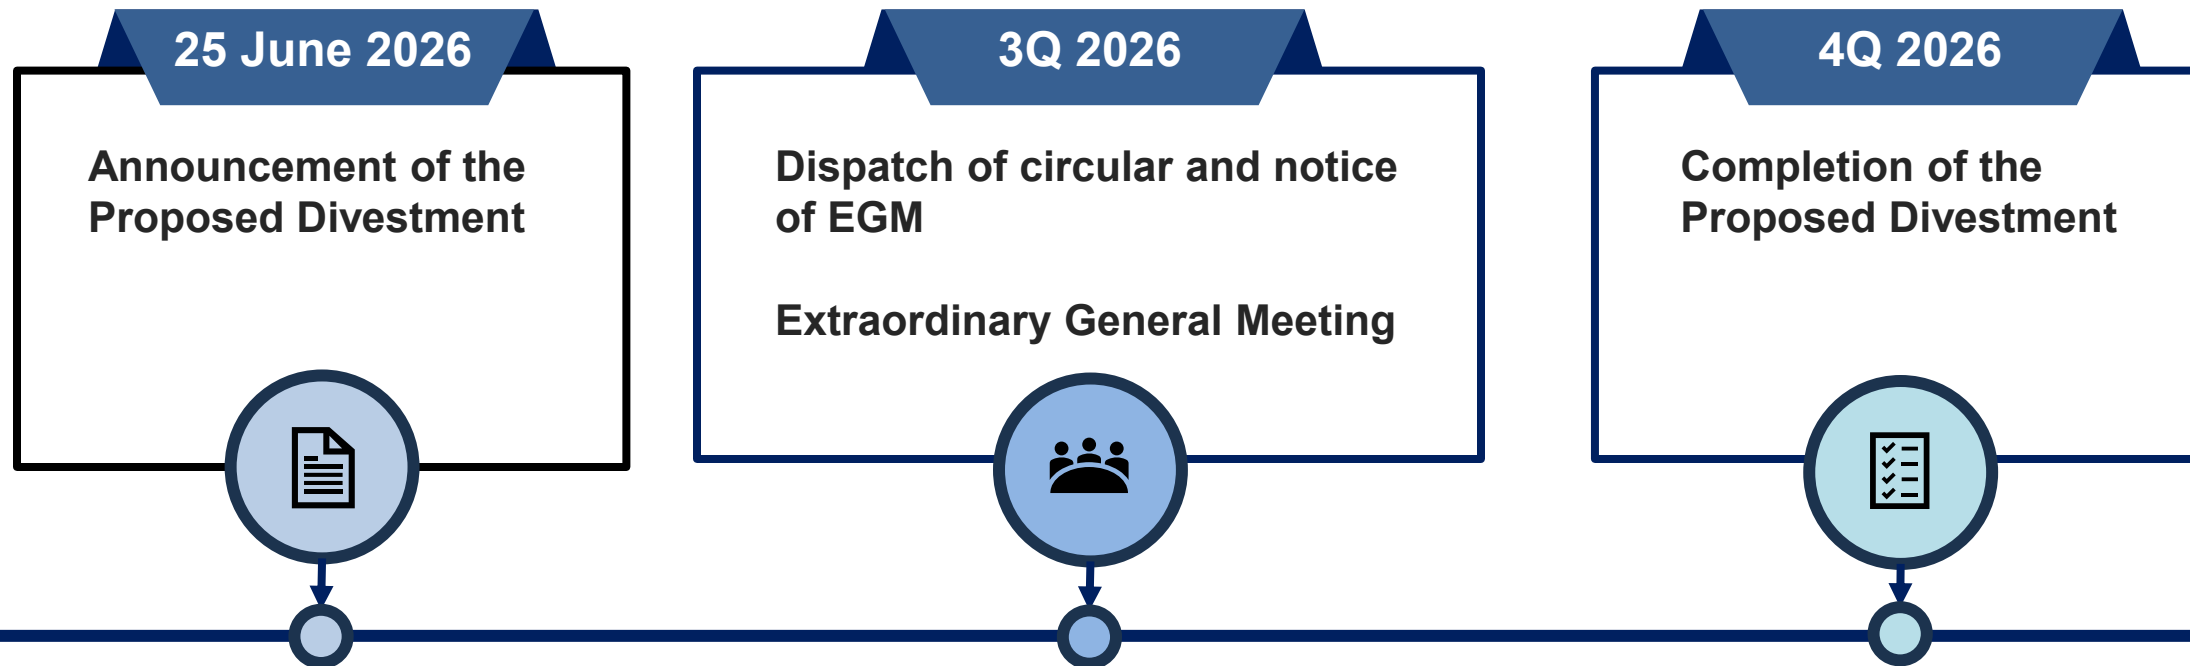 25 June 2026
Announcement of the
Proposed Divestment
3Q 2026
Dispatch of circular and notice
of EGM
Extraordinary General Meeting
4Q 2026
Completion of the
Proposed Divestment